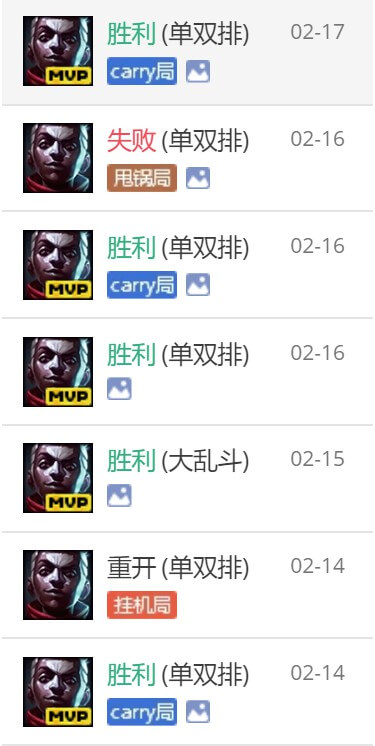 胜利 (单双排) 02-17
MVP carry局
失败 (单双排) 02-16
甩锅局
胜利 (单双排) 02-16
MVP carry局
胜利 (单双排) 02-16
MVP
胜利 (大乱斗) 02-15
MVP
重开 (单双排) 02-14
挂机局
胜利 (单双排) 02-14
MVP carry局